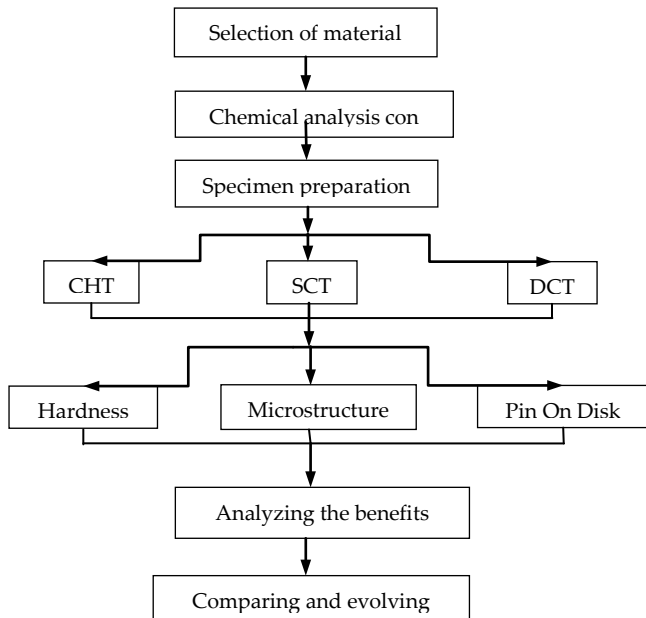 Selection of material
Chemical analysis con
Specimen preparation
CHT
SCT
DCT
Hardness
Microstructure
Pin On Disk
Analyzing the benefits
Comparing and evolving